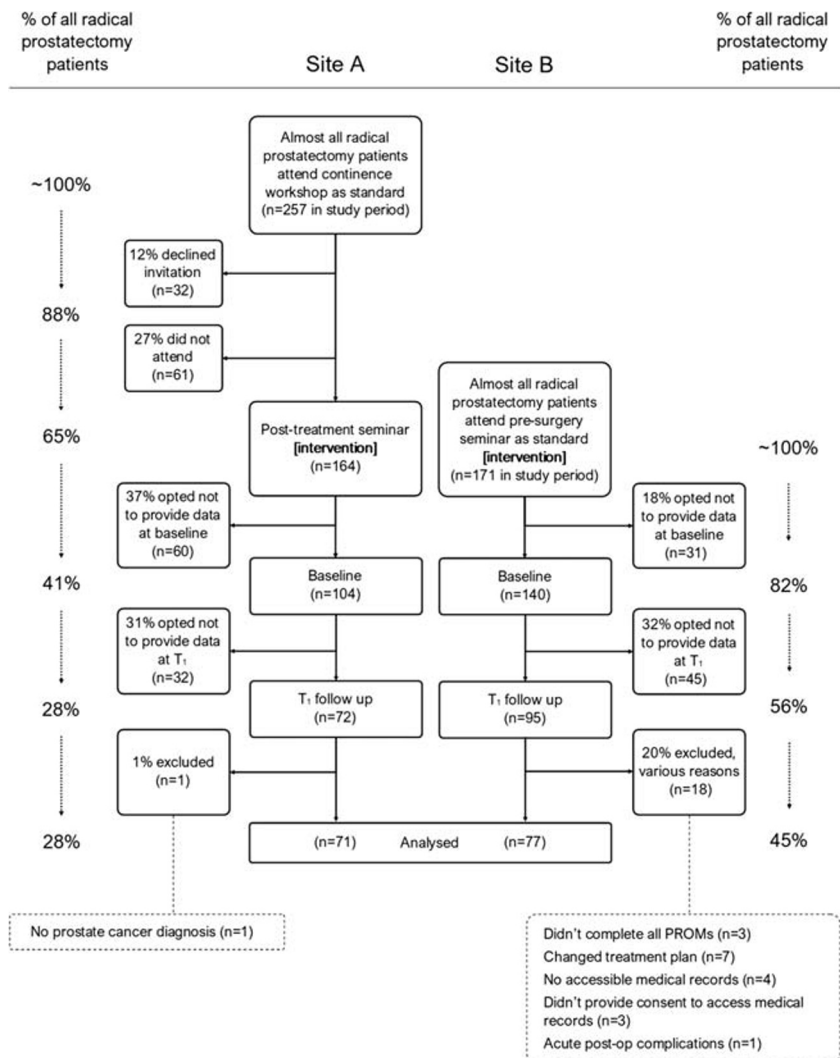 % of all radical
prostatectomy
patients
Site A
Site B
% of all radical
prostatectomy
patients
Almost all radical
prostatectomy patients
attend continence
workshop as standard
(n=257 in study period)
~100%
12% declined
invitation
(n=32)
88%
27% did not
attend
(n=61)
Almost all radical
prostatectomy patients
attend pre-surgery
seminar as standard
[intervention]
(n=171 in study period)
Post-treatment seminar
[intervention]
(n=164)
65%
~100%
37% opted not
to provide data
at baseline
(n=60)
18% opted not
to provide data
at baseline
(n=31)
41%
Baseline
(n=104)
Baseline
(n=140)
82%
31% opted not
to provide data
at T₁
(n=32)
32% opted not
to provide data
at T₁
(n=45)
28%
T₁ follow up
(n=72)
T₁ follow up
(n=95)
56%
1% excluded
(n=1)
20% excluded,
various reasons
(n=18)
28%
(n=71) Analysed (n=77)
45%
No prostate cancer diagnosis (n=1)
Didn't complete all PROMs (n=3)
Changed treatment plan (n=7)
No accessible medical records (n=4)
Didn't provide consent to access medical
records (n=3)
Acute post-op complications (n=1)